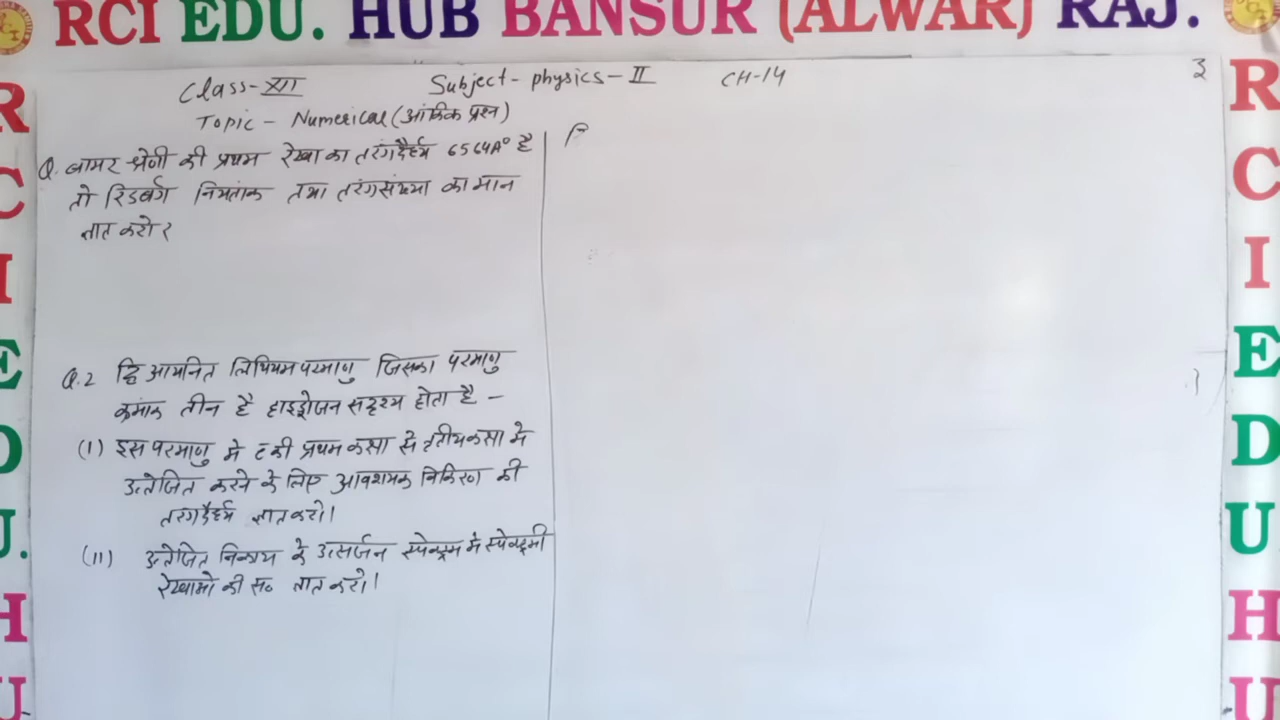 RCI EDU. HUB BANSUR (ALWAR) RAJ.
Class-XII Subject-physics-II CH-14 3
Topic - Numerical (आंकिक प्रश्न)
Q. बामर श्रेणी की प्रथम रेखा का तरंगदैर्ध्य 6564A° है
तो रिडबर्ग नियतांक तथा तरंगसंख्या का मान
ज्ञात करो?
Q.2 द्वि आयनित लिथियम परमाणु जिसका परमाणु
क्रमांक तीन है हाइड्रोजन सदृश्य होता है -
(I) इस परमाणु मे e की प्रथम कक्षा से तृतीय कक्षा मे
उत्तेजित करने के लिए आवश्यक विकिरण की
तरंगदैर्ध्य ज्ञात करो।
(II) उत्तेजित निकाय के उत्सर्जन स्पेक्ट्रम मे स्पेक्ट्रमी
रेखाओ की स० ज्ञात करो।
R
C
I
E
D
U.
H
U
R
C
I
E
D
U
H
U